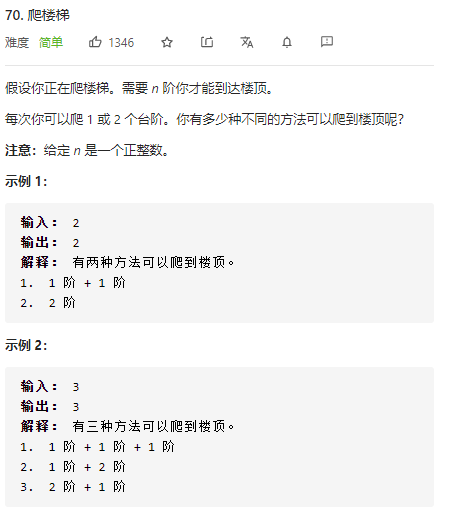 70. 爬楼梯
难度 简单 1346
假设你正在爬楼梯。需要 n 阶你才能到达楼顶。
每次你可以爬 1 或 2 个台阶。你有多少种不同的方法可以爬到楼顶呢？
注意：给定 n 是一个正整数。
示例 1：
输入： 2
输出： 2
解释： 有两种方法可以爬到楼顶。
1. 1 阶 + 1 阶
2. 2 阶
示例 2：
输入： 3
输出： 3
解释： 有三种方法可以爬到楼顶。
1. 1 阶 + 1 阶 + 1 阶
2. 1 阶 + 2 阶
3. 2 阶 + 1 阶